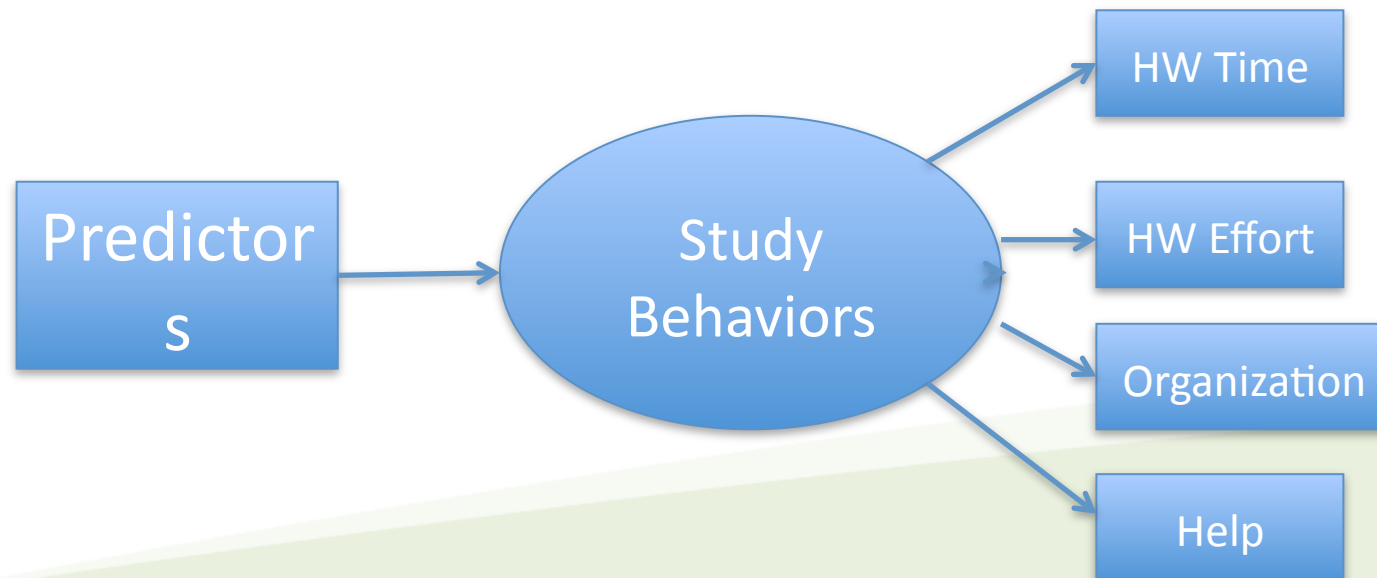 Predictor
s
Study
Behaviors
HW Time
HW Effort
Organization
Help